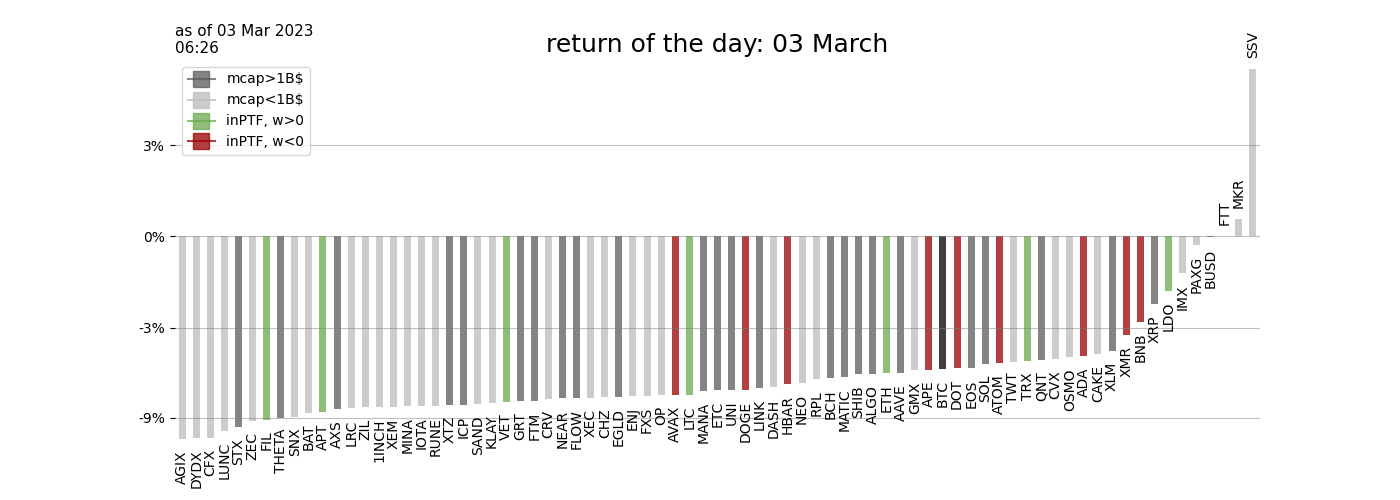 as of 03 Mar 2023
06:26
return of the day: 03 March
mcap>1B$
mcap<1B$
inPTF, w>0
inPTF, w<0
3%
0%
-3%
-9%
AGIX
DYDX
CFX
LUNC
STX
ZEC
FIL
THETA
SNX
BAT
APT
AXS
LRC
ZIL
1INCH
XEM
MINA
IOTA
RUNE
XTZ
ICP
SAND
KLAY
VET
GRT
FTM
CRV
NEAR
FLOW
XEC
CHZ
EGLD
ENJ
FXS
OP
AVAX
LTC
MANA
ETC
UNI
DOGE
LINK
DASH
HBAR
NEO
RPL
BCH
MATIC
SHIB
ALGO
ETH
AAVE
GMX
APE
BTC
DOT
EOS
SOL
ATOM
TWT
TRX
QNT
CVX
OSMO
ADA
CAKE
XLM
XMR
BNB
XRP
LDO
IMX
PAXG
BUSD
FTT
MKR
SSV